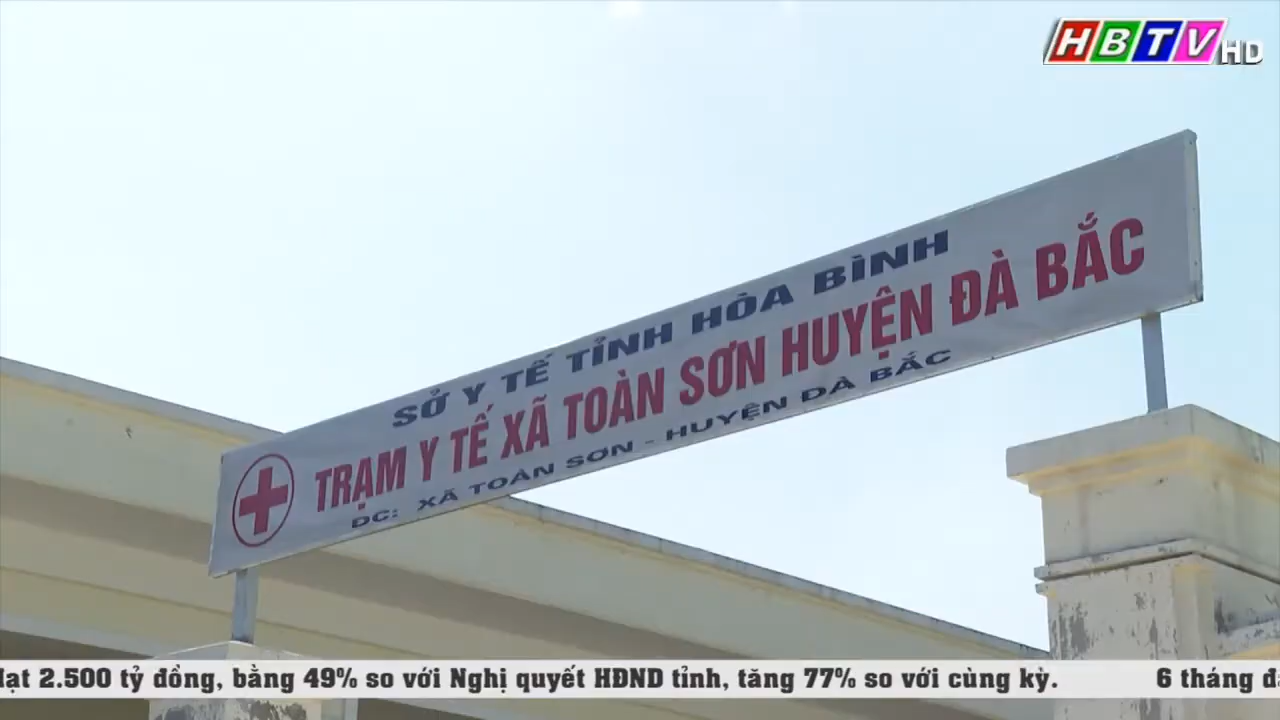 HBTV HD
SỞ Y TẾ TỈNH HÒA BÌNH
TRẠM Y TẾ XÃ TOÀN SƠN HUYỆN ĐÀ BẮC
ĐC: XÃ TOÀN SƠN - HUYỆN ĐÀ BẮC
đạt 2.500 tỷ đồng, bằng 49% so với Nghị quyết HĐND tỉnh, tăng 77% so với cùng kỳ. 6 tháng